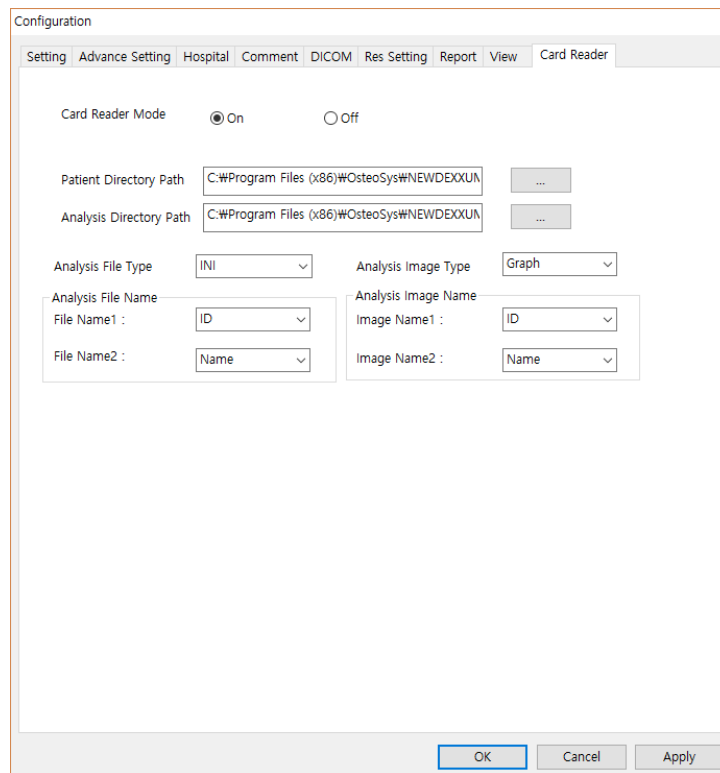 Configuration
Setting Advance Setting Hospital Comment DICOM Res Setting Report View Card Reader
Card Reader Mode On Off
Patient Directory Path C:₩Program Files (x86)₩OsteoSys₩NEWDEXXUM ...
Analysis Directory Path C:₩Program Files (x86)₩OsteoSys₩NEWDEXXUM ...
Analysis File Type INI Analysis Image Type Graph
Analysis File Name Analysis Image Name
File Name1 : ID Image Name1 : ID
File Name2 : Name Image Name2 : Name
OK Cancel Apply